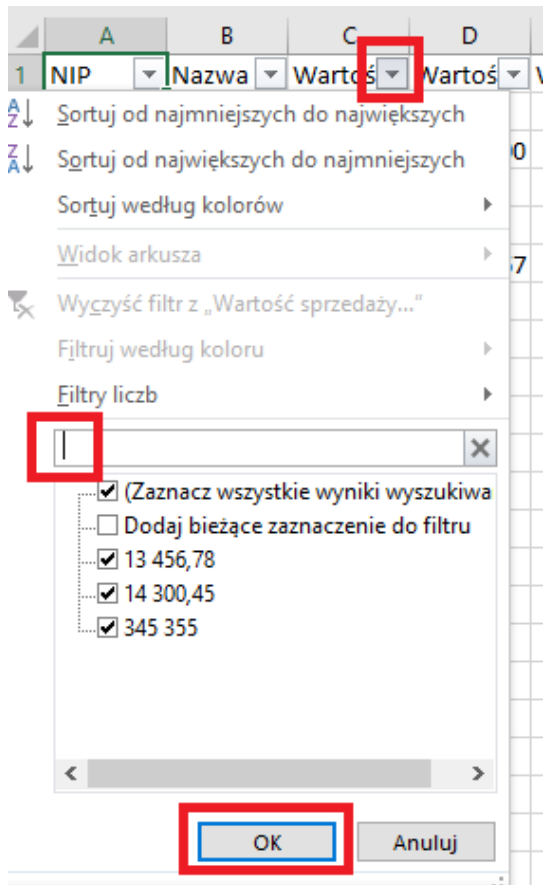 A B C D
1 NIP Nazwa Wartoś Wartoś
Sortuj od najmniejszych do największych
Sortuj od największych do najmniejszych 00
Sortuj według kolorów
Widok arkusza 57
Wyczyść filtr z „Wartość sprzedaży..."
Filtruj według koloru
Filtry liczb
(Zaznacz wszystkie wyniki wyszukiwa
Dodaj bieżące zaznaczenie do filtru
13 456,78
14 300,45
345 355
OK Anuluj